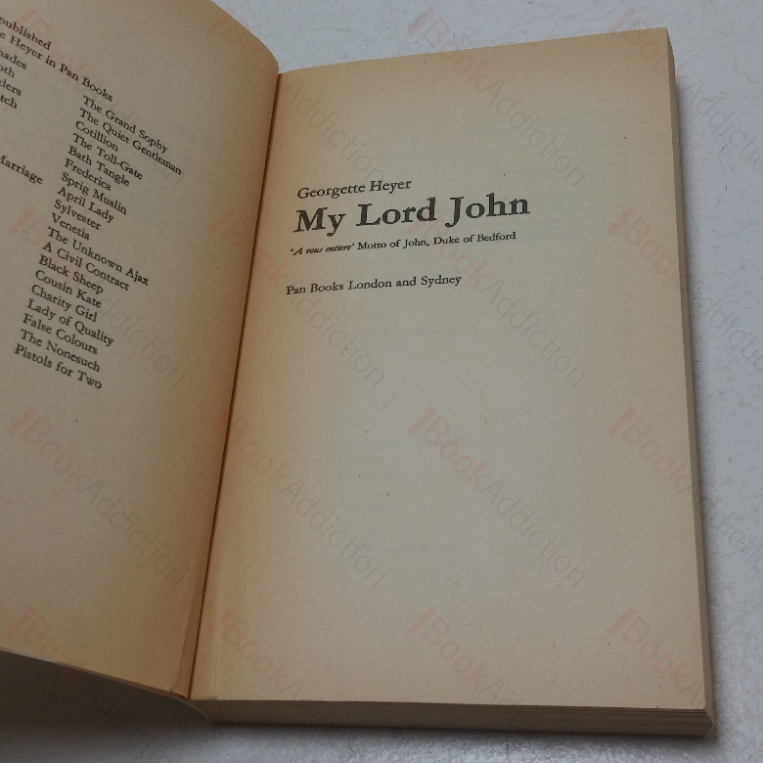 published
Heyer in Pan Books
The Grand Sophy
The Quiet Gentleman
Cotillion
The Toll-Gate
Bath Tangle
Frederica
Marriage
Sprig Muslin
April Lady
Sylvester
Venetia
The Unknown Ajax
A Civil Contract
Black Sheep
Cousin Kate
Charity Girl
Lady of Quality
False Colours
The Nonesuch
Pistols for Two
Georgette Heyer
My Lord John
'A vous entiere' Motto of John, Duke of Bedford
Pan Books London and Sydney
BookAddiction